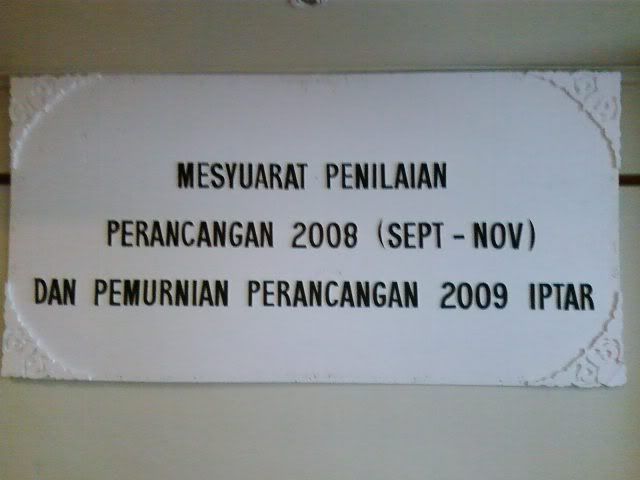 MESYUARAT PENILAIAN
PERANCANGAN 2008 (SEPT - NOV)
DAN PEMURNIAN PERANCANGAN 2009 IPTAR